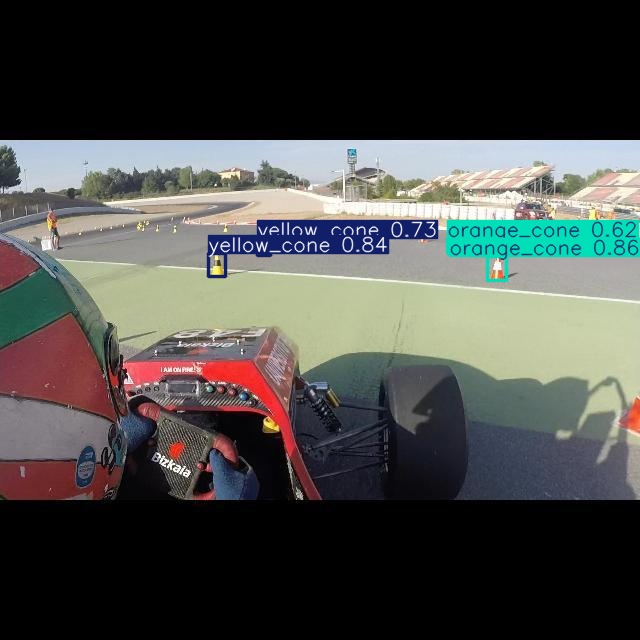 yellow_cone 0.73
orange_cone 0.62
yellow_cone 0.84
orange_cone 0.86
I AM ON FIRE!
Bizkaia